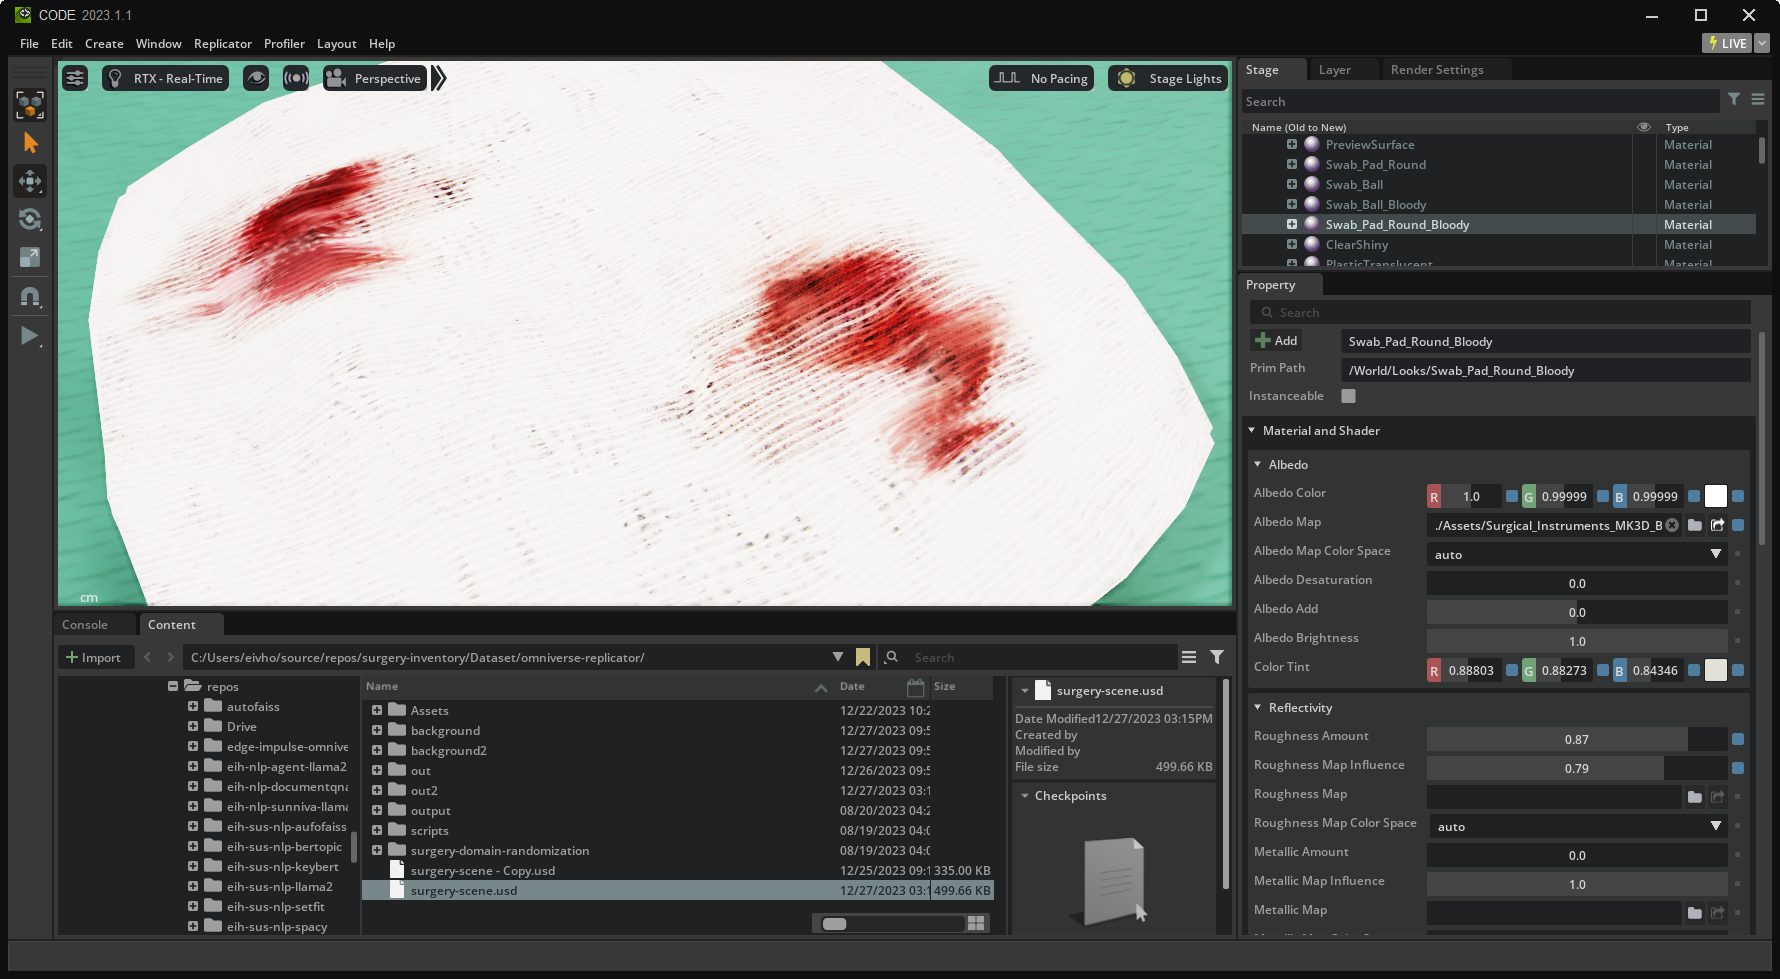 CODE 2023.1.1
File Edit Create Window Replicator Profiler Layout Help
LIVE
RTX - Real-Time
Perspective
No Pacing
Stage Lights
cm
Stage Layer Render Settings
Search
Name (Old to New) Type
PreviewSurface Material
Swab_Pad_Round Material
Swab_Ball Material
Swab_Ball_Bloody Material
Swab_Pad_Round_Bloody Material
ClearShiny Material
PlasticTranslucent Material
Property
Search
Add Swab_Pad_Round_Bloody
Prim Path /World/Looks/Swab_Pad_Round_Bloody
Instanceable
Material and Shader
Albedo
Albedo Color R 1.0 G 0.99999 B 0.99999
Albedo Map ./Assets/Surgical_Instruments_MK3D_B
Albedo Map Color Space auto
Albedo Desaturation 0.0
Albedo Add 0.0
Albedo Brightness 1.0
Color Tint R 0.88803 G 0.88273 B 0.84346
Reflectivity
Roughness Amount 0.87
Roughness Map Influence 0.79
Roughness Map
Roughness Map Color Space auto
Metallic Amount 0.0
Metallic Map Influence 1.0
Metallic Map
Console Content
Import
C:/Users/eivho/source/repos/surgery-inventory/Dataset/omniverse-replicator/
Search
repos
autofaiss
Drive
edge-impulse-omnive
eih-nlp-agent-llama2
eih-nlp-documentqna
eih-nlp-sunniva-llama
eih-sus-nlp-aufofaiss
eih-sus-nlp-bertopic
eih-sus-nlp-keybert
eih-sus-nlp-llama2
eih-sus-nlp-setfit
eih-sus-nlp-spacy
Name Date Size
Assets 12/22/2023 10:2
background 12/27/2023 09:5
background2 12/27/2023 09:5
out 12/26/2023 09:5
out2 12/27/2023 03:1
output 08/20/2023 04:2
scripts 08/19/2023 04:0
surgery-domain-randomization 08/19/2023 04:0
surgery-scene - Copy.usd 12/25/2023 09:1 335.00 KB
surgery-scene.usd 12/27/2023 03:1 499.66 KB
surgery-scene.usd
Date Modified 12/27/2023 03:15PM
Created by
Modified by
File size 499.66 KB
Checkpoints